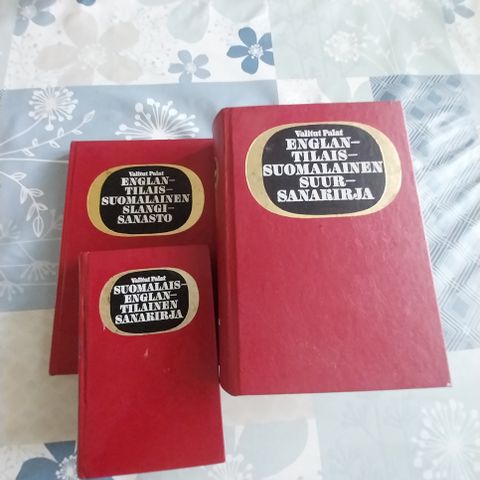 Valitut Palat
ENGLAN-
TILAIS-
SUOMALAINEN
SLANGI-
SANASTO
Valitut Palat
ENGLAN-
TILAIS-
SUOMALAINEN
SUUR-
SANAKIRJA
Valitut Palat
SUOMALAIS-
ENGLAN-
TILAINEN
SANAKIRJA